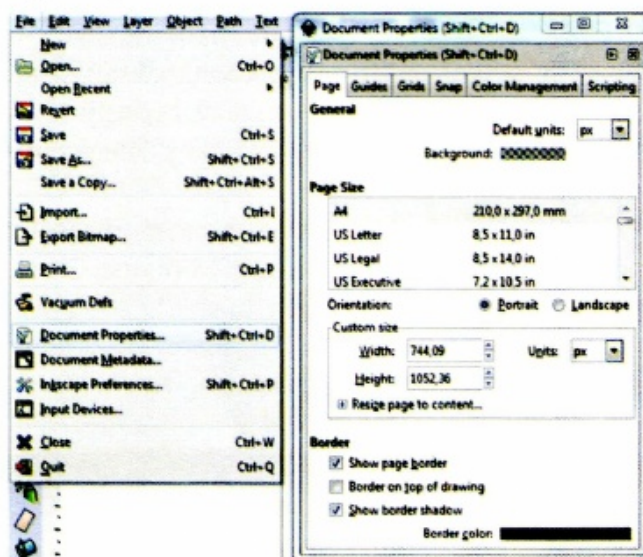 File Edit View Layer Object Path Text
New
Open... Ctrl+O
Open Recent
Revert
Save Ctrl+S
Save As... Shift+Ctrl+S
Save a Copy... Shift+Ctrl+Alt+S
Import... Ctrl+I
Export Bitmap... Shift+Ctrl+E
Print... Ctrl+P
Vacuum Defs
Document Properties... Shift+Ctrl+D
Document Metadata...
Inkscape Preferences... Shift+Ctrl+P
Input Devices...
Close Ctrl+W
Quit Ctrl+Q
Document Properties (Shift+Ctrl+D)
Document Properties (Shift+Ctrl+D)
Page Guides Grids Snap Color Management Scripting
General
Default units: px
Background:
Page Size
A4 210,0 x 297,0 mm
US Letter 8,5 x 11,0 in
US Legal 8,5 x 14,0 in
US Executive 7,2 x 10,5 in
Orientation: Portrait Landscape
Custom size
Width: 744,09 Units: px
Height: 1052,36
Resize page to content...
Border
Show page border
Border on top of drawing
Show border shadow
Border color: